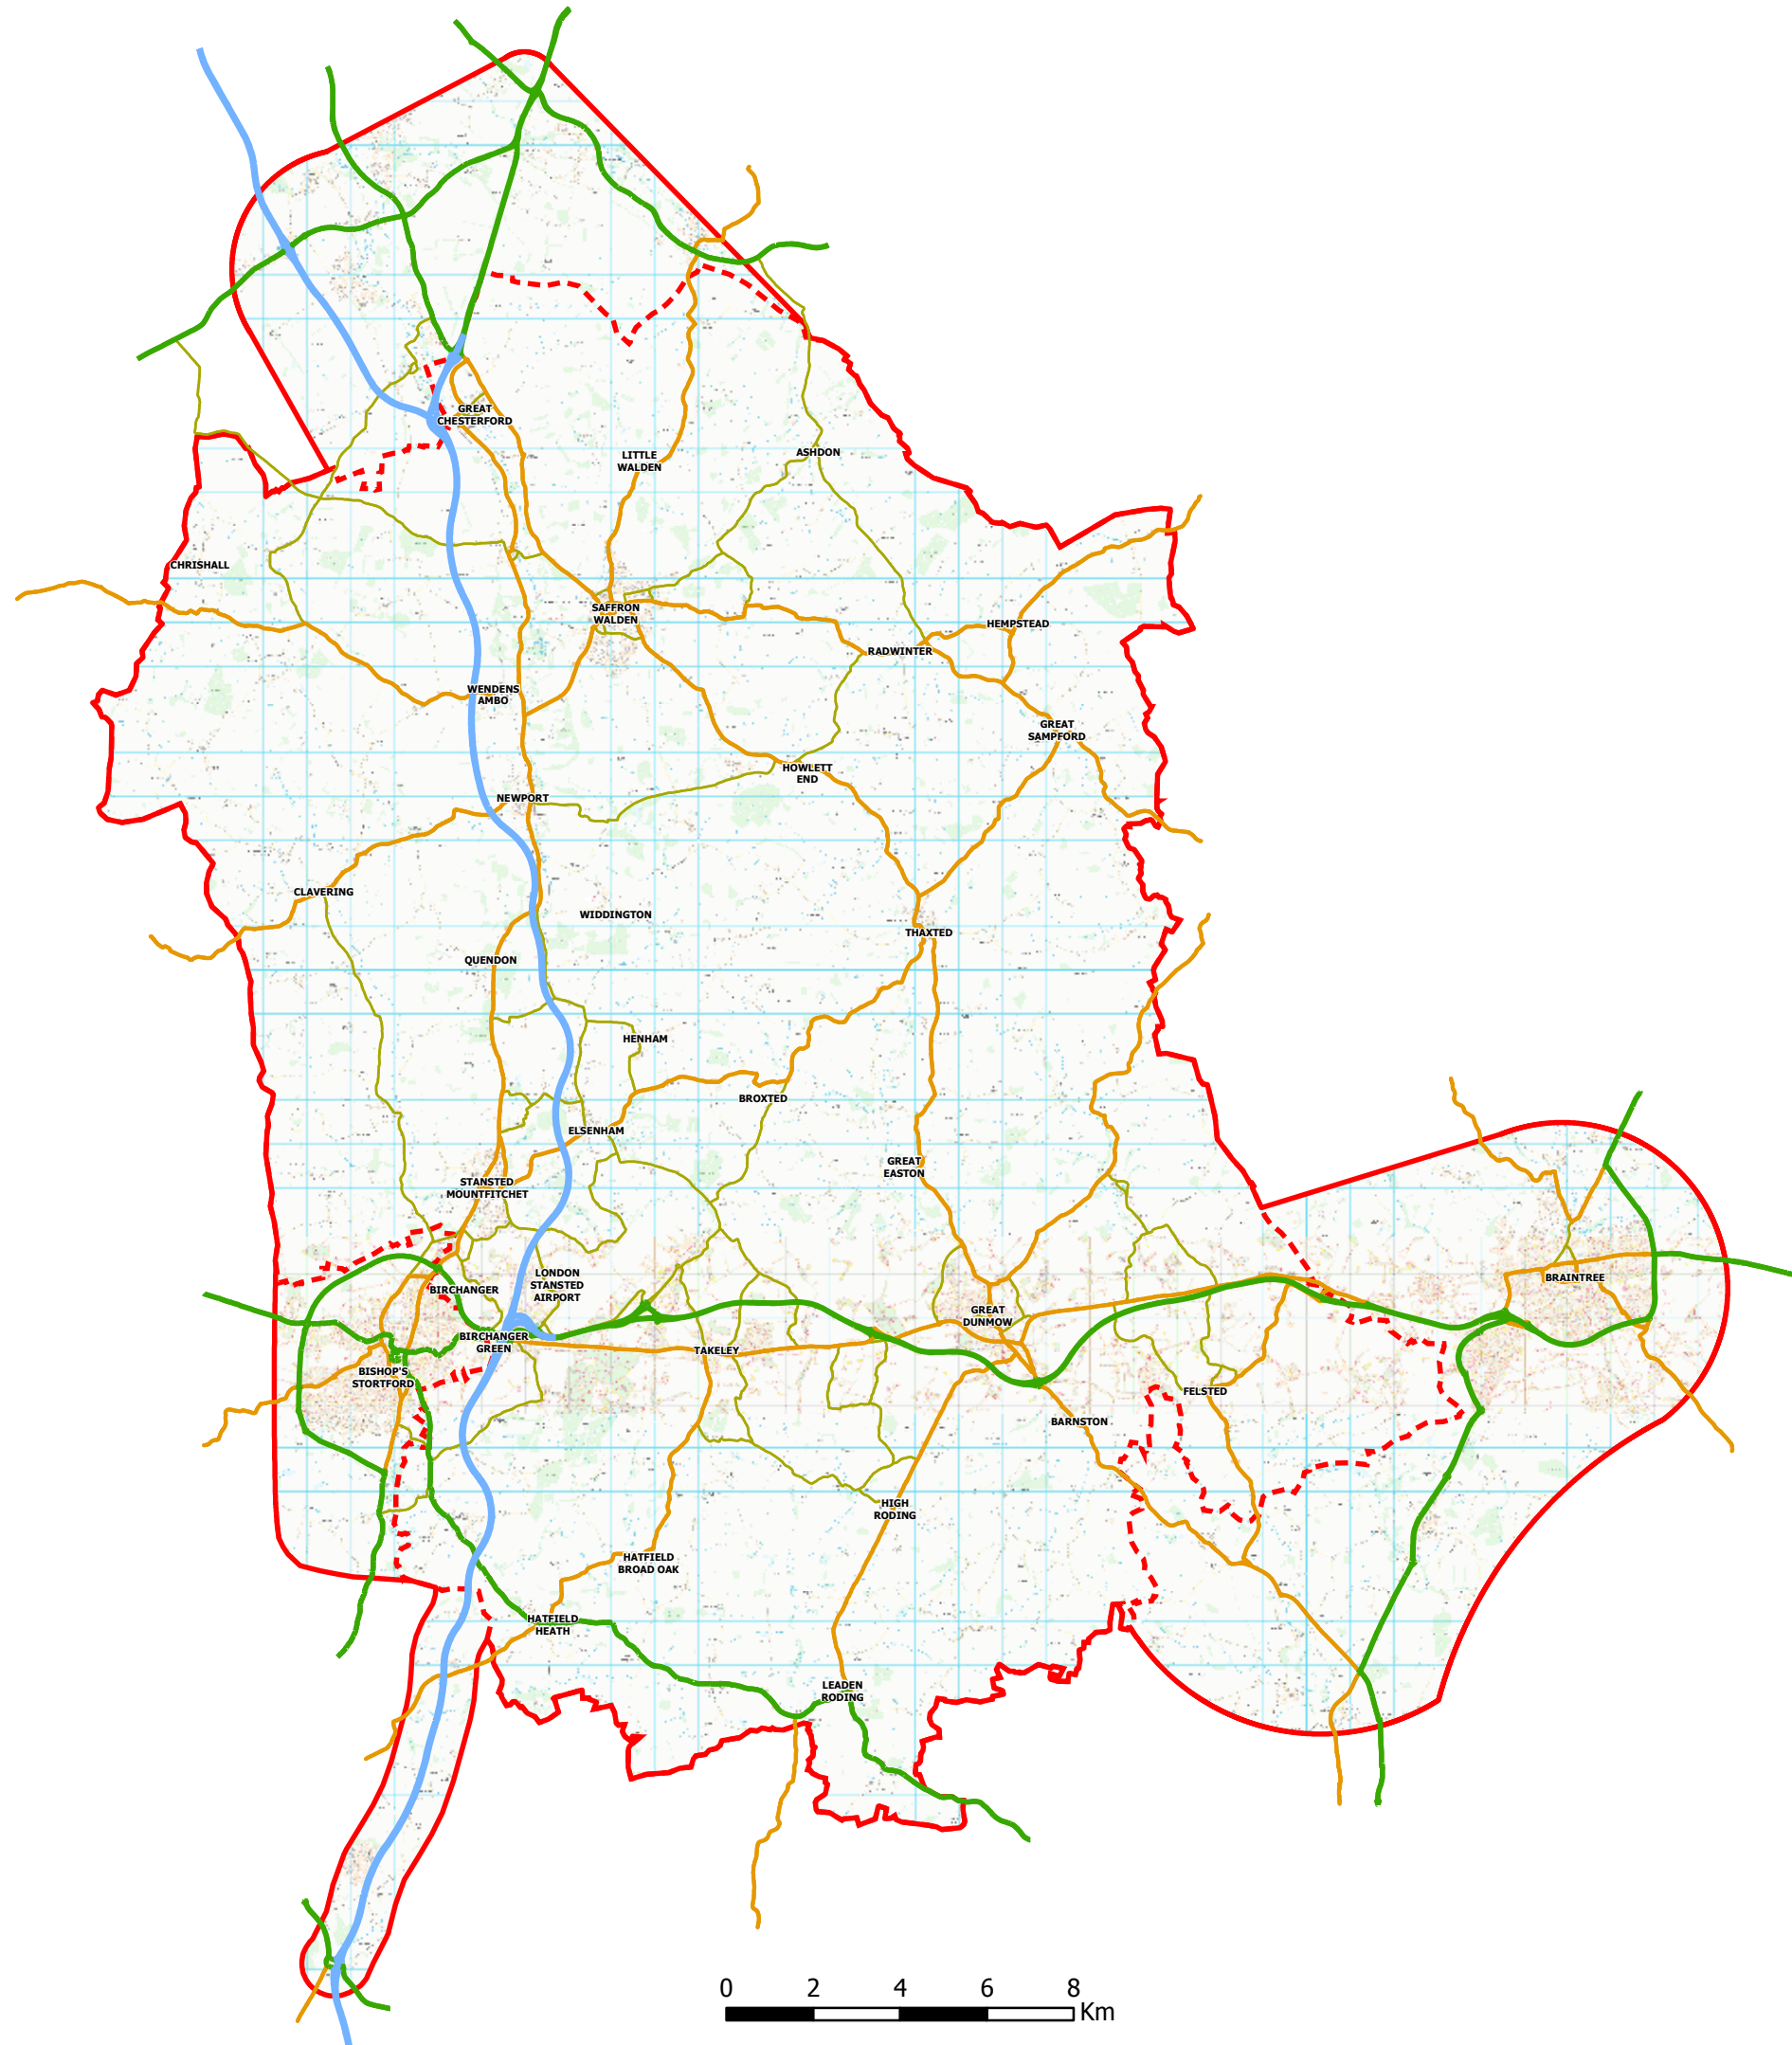 GREAT
CHESTERFORD
LITTLE
WALDEN
ASHDON
CHRISHALL
SAFFRON
WALDEN
HEMPSTEAD
RADWINTER
WENDENS
AMBO
GREAT
SAMPFORD
HOWLETT
END
NEWPORT
CLAVERING
WIDDINGTON
THAXTED
QUENDON
HENHAM
BROXTED
ELSENHAM
GREAT
EASTON
STANSTED
MOUNTFITCHET
LONDON
STANSTED
AIRPORT
BIRCHANGER
BRAINTREE
GREAT
DUNMOW
BIRCHANGER
GREEN
TAKELEY
BISHOP'S
STORTFORD
FELSTED
BARNSTON
HIGH
RODING
HATFIELD
BROAD OAK
HATFIELD
HEATH
LEADEN
RODING
0 2 4 6 8
Km